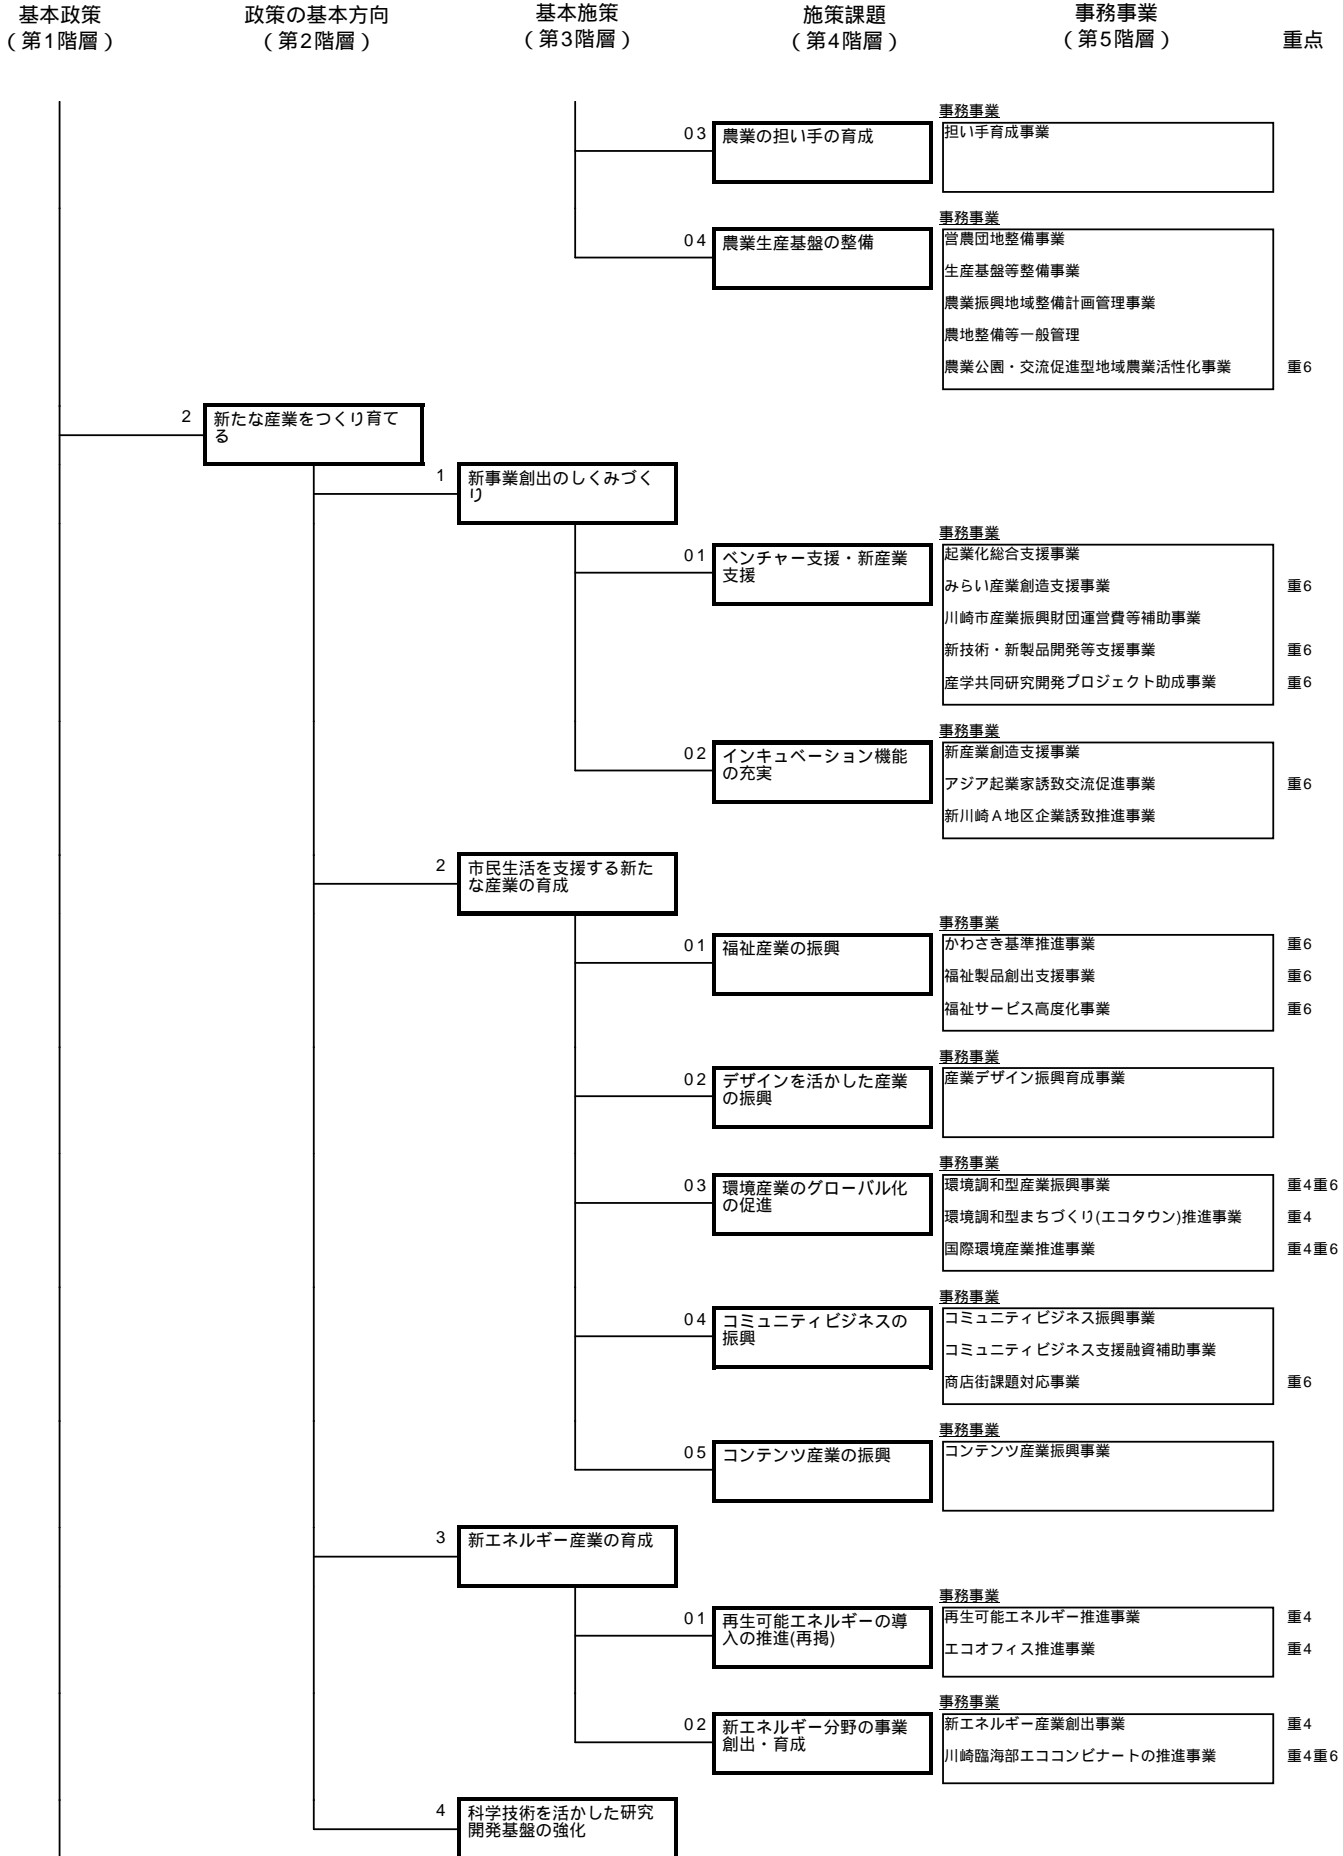 基本政策
(第1階層)
政策の基本方向
(第2階層)
基本施策
(第3階層)
施策課題
(第4階層)
事務事業
(第5階層)
重点
事務事業
03
農業の担い手の育成
担い手育成事業
事務事業
04
農業生産基盤の整備
営農団地整備事業
生産基盤等整備事業
農業振興地域整備計画管理事業
農地整備等一般管理
農業公園・交流促進型地域農業活性化事業
重6
2
新たな産業をつくり育て
る
1
新事業創出のしくみづく
り
事務事業
01
ベンチャー支援・新産業
支援
起業化総合支援事業
みらい産業創造支援事業
重6
川崎市産業振興財団運営費等補助事業
新技術・新製品開発等支援事業
重6
産学共同研究開発プロジェクト助成事業
重6
事務事業
02
インキュベーション機能
の充実
新産業創造支援事業
アジア起業家誘致交流促進事業
重6
新川崎A地区企業誘致推進事業
2
市民生活を支援する新た
な産業の育成
事務事業
01
福祉産業の振興
かわさき基準推進事業
重6
福祉製品創出支援事業
重6
福祉サービス高度化事業
重6
事務事業
02
デザインを活かした産業
の振興
産業デザイン振興育成事業
事務事業
03
環境産業のグローバル化
の促進
環境調和型産業振興事業
重4重6
環境調和型まちづくり(エコタウン)推進事業
重4
国際環境産業推進事業
重4重6
事務事業
04
コミュニティビジネスの
振興
コミュニティビジネス振興事業
コミュニティビジネス支援融資補助事業
商店街課題対応事業
重6
事務事業
05
コンテンツ産業の振興
コンテンツ産業振興事業
3
新エネルギー産業の育成
事務事業
01
再生可能エネルギーの導
入の推進(再掲)
再生可能エネルギー推進事業
重4
エコオフィス推進事業
重4
事務事業
02
新エネルギー分野の事業
創出・育成
新エネルギー産業創出事業
重4
川崎臨海部エココンビナートの推進事業
重4重6
4
科学技術を活かした研究
開発基盤の強化